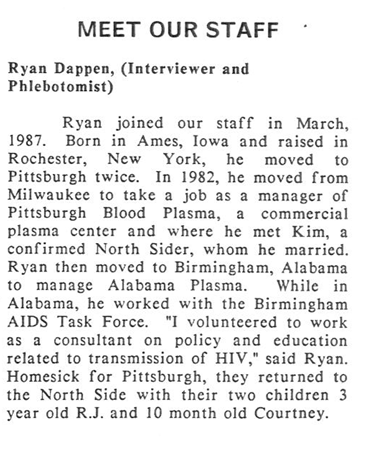 MEET OUR STAFF
Ryan Dappen, (Interviewer and
Phlebotomist)
Ryan joined our staff in March,
1987. Born in Ames, Iowa and raised in
Rochester, New York, he moved to
Pittsburgh twice. In 1982, he moved from
Milwaukee to take a job as a manager of
Pittsburgh Blood Plasma, a commercial
plasma center and where he met Kim, a
confirmed North Sider, whom he married.
Ryan then moved to Birmingham, Alabama
to manage Alabama Plasma. While in
Alabama, he worked with the Birmingham
AIDS Task Force. "I volunteered to work
as a consultant on policy and education
related to transmission of HIV," said Ryan.
Homesick for Pittsburgh, they returned to
the North Side with their two children 3
year old R.J. and 10 month old Courtney.